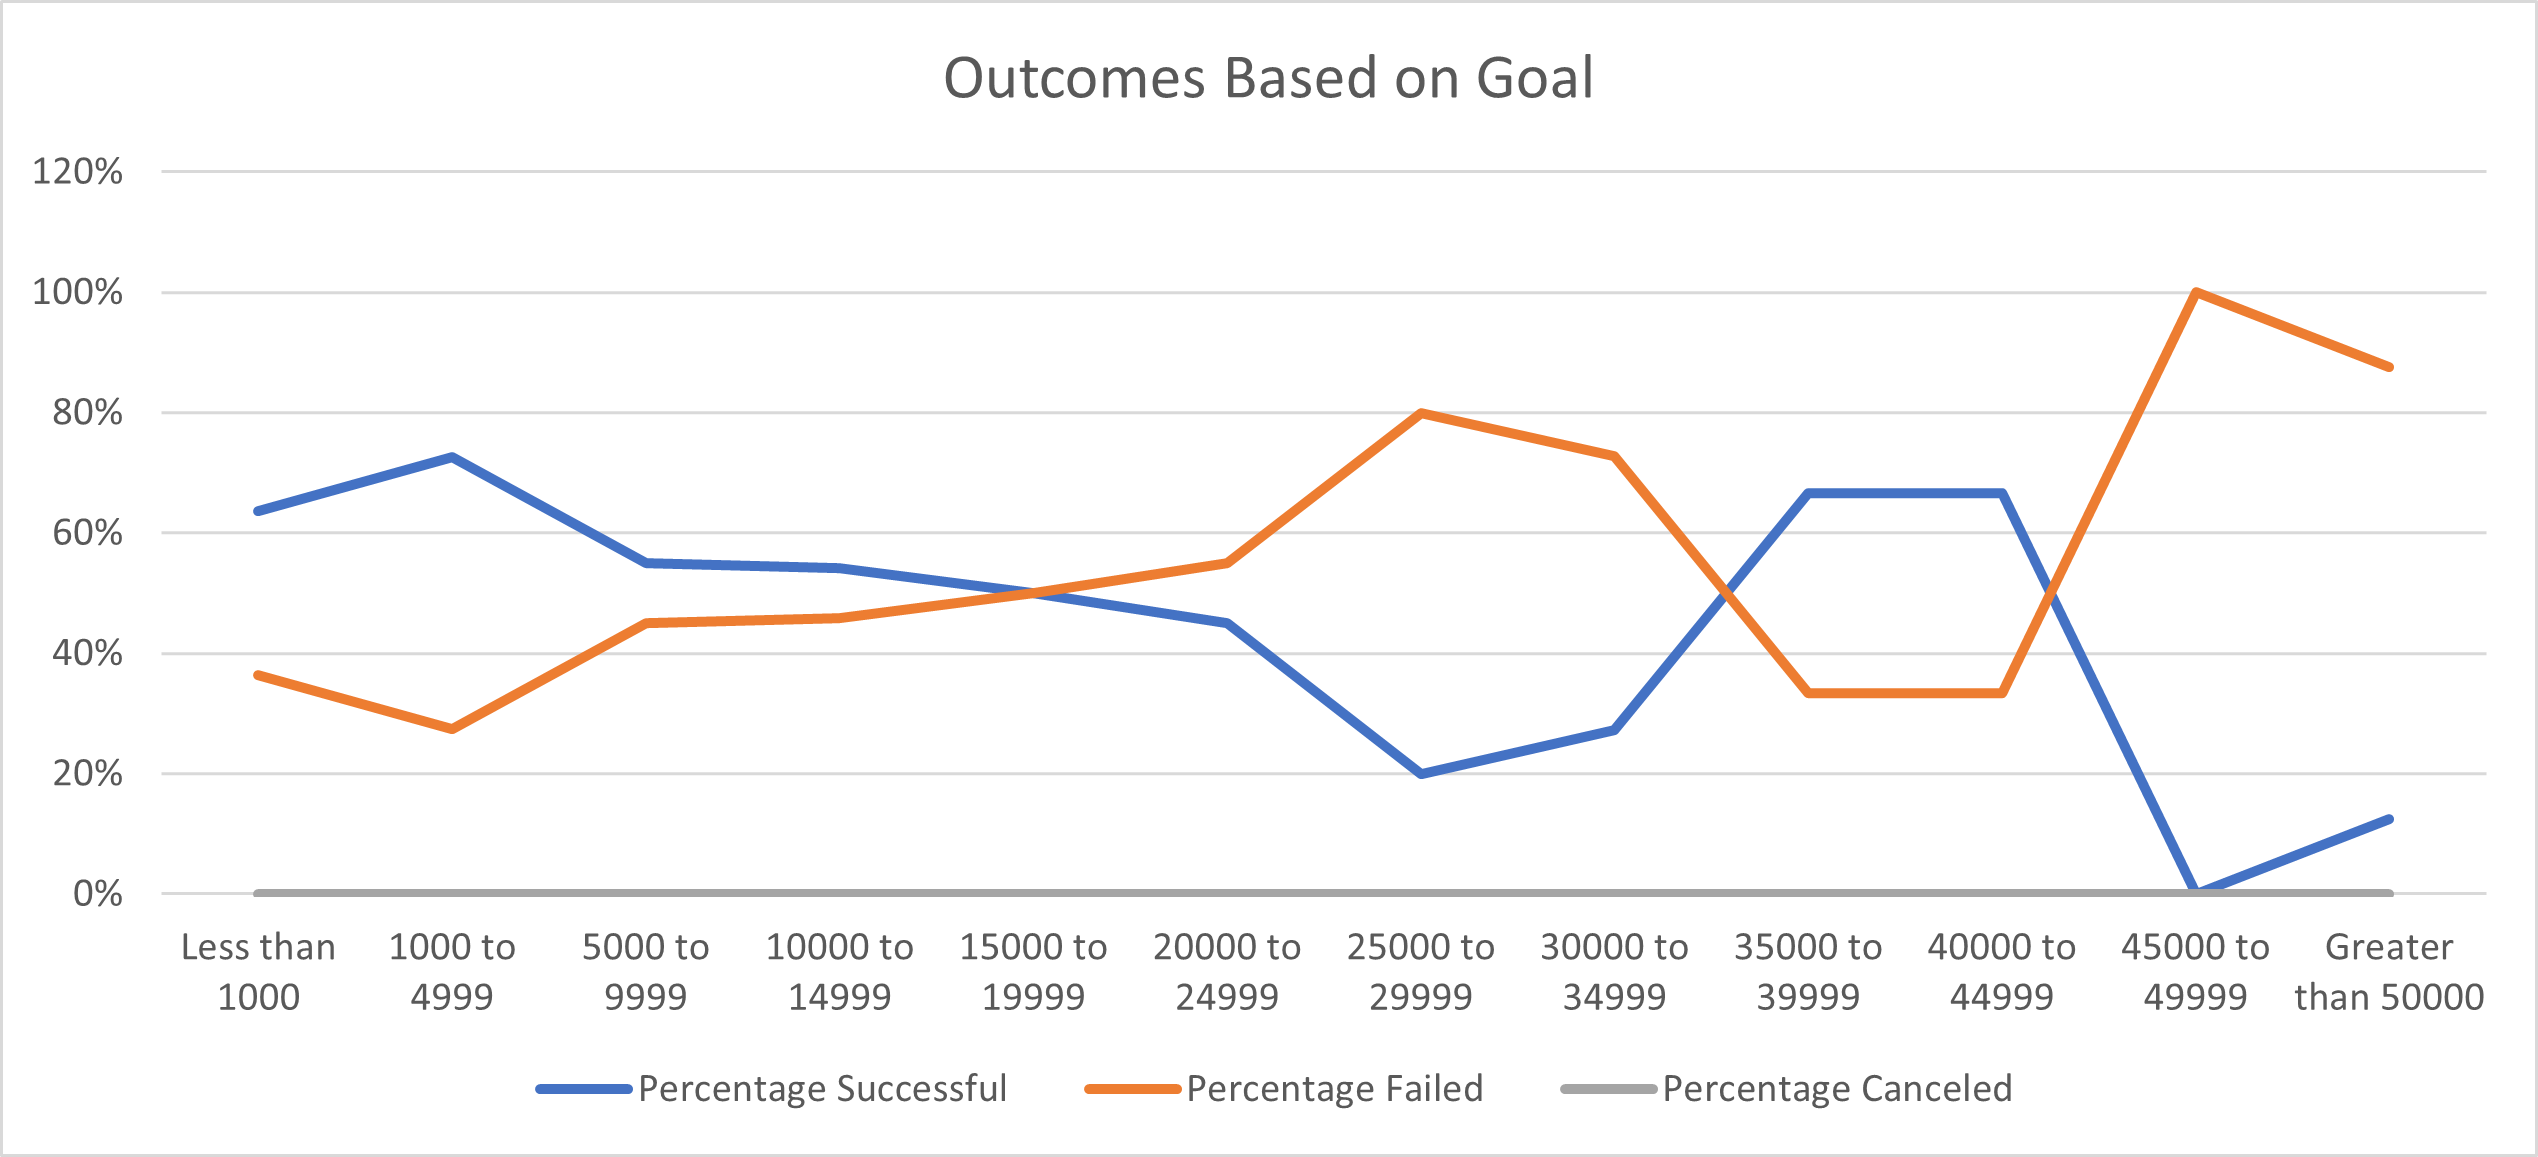 Outcomes Based on Goal
120%
100%
80%
60%
40%
20%
0%
Less than 1000
1000 to 4999
5000 to 9999
10000 to 14999
15000 to 19999
20000 to 24999
25000 to 29999
30000 to 34999
35000 to 39999
40000 to 44999
45000 to 49999
Greater than 50000
Percentage Successful
Percentage Failed
Percentage Canceled